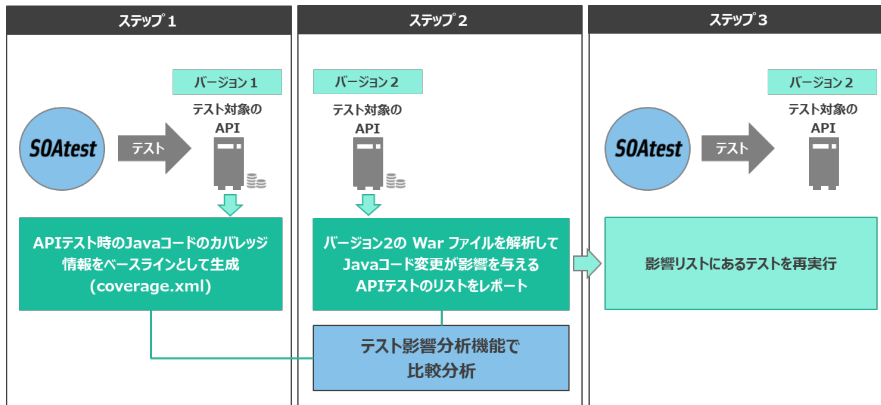 ステップ1
バージョン1
テスト対象の
API
SOAtest
テスト
APIテスト時のJavaコードのカバレッジ
情報をベースラインとして生成
(coverage.xml)
ステップ2
バージョン2
テスト対象の
API
バージョン2の War ファイルを解析して
Javaコード変更が影響を与える
APIテストのリストをレポート
テスト影響分析機能で
比較分析
ステップ3
バージョン2
テスト対象の
API
SOAtest
テスト
影響リストにあるテストを再実行